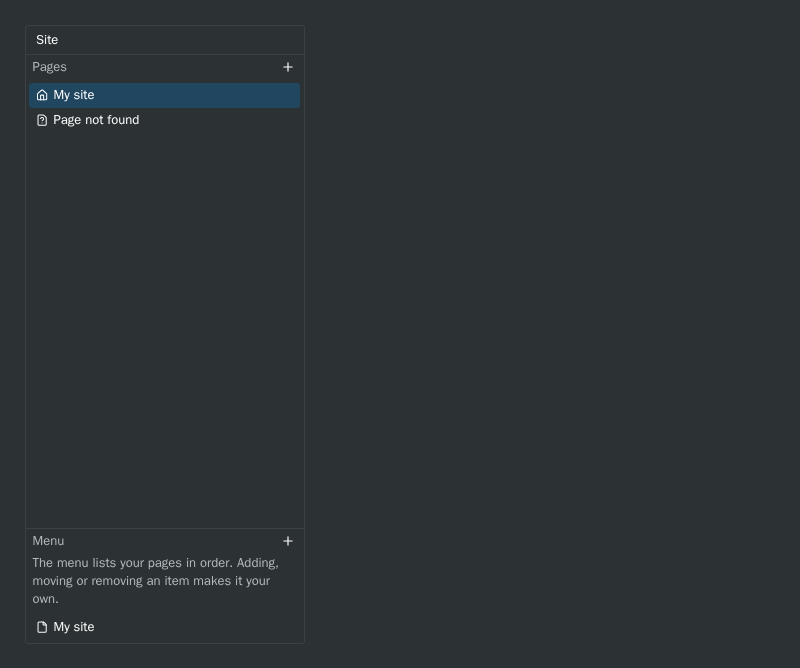 Site
Pages
My site
Page not found
Menu
The menu lists your pages in order. Adding,
moving or removing an item makes it your
own.
My site